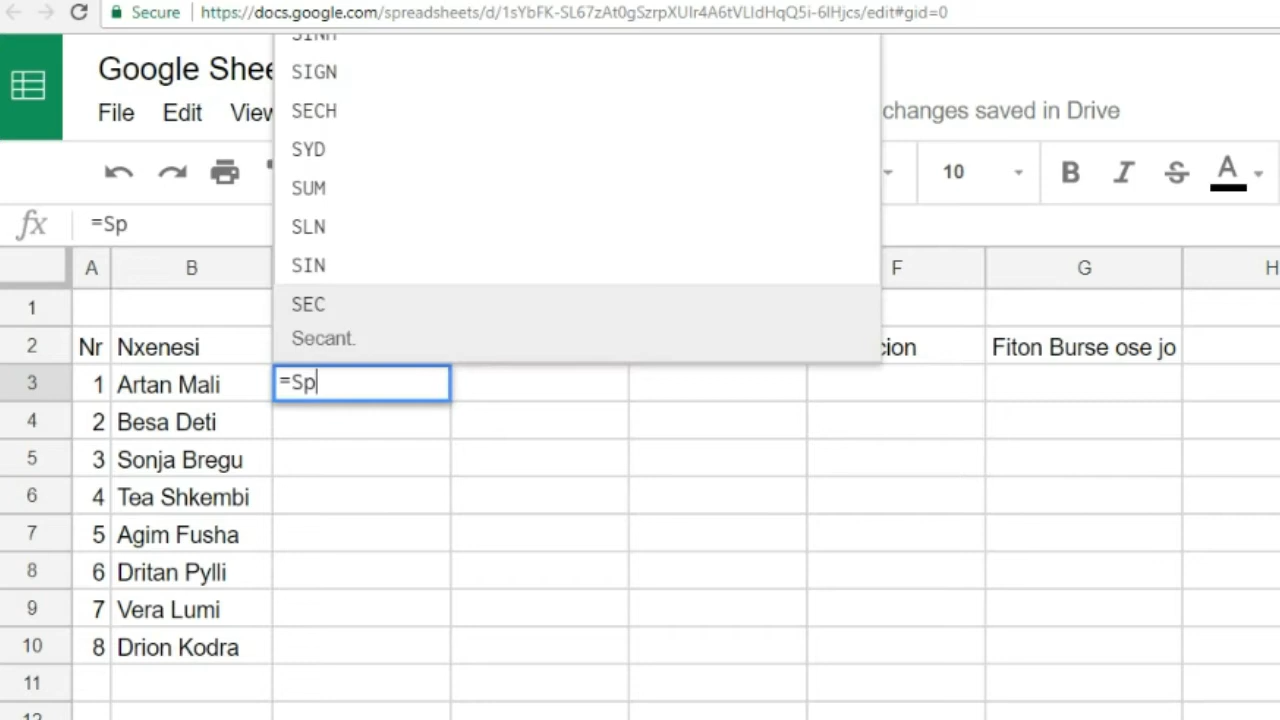 Secure https://docs.google.com/spreadsheets/d/1sYbFK-SL67zAt0gSzrpXUIr4A6tVLIdHqQ5i-6lHjcs/edit#gid=0
Google Shee
File Edit View
changes saved in Drive
SINH
SIGN
SECH
SYD
SUM
SLN
SIN
SEC
Secant.
10 B I S A
fx =Sp
A B F G H
1
2 Nr Nxenesi cion Fiton Burse ose jo
3 1 Artan Mali =Sp
4 2 Besa Deti
5 3 Sonja Bregu
6 4 Tea Shkembi
7 5 Agim Fusha
8 6 Dritan Pylli
9 7 Vera Lumi
10 8 Drion Kodra
11
12